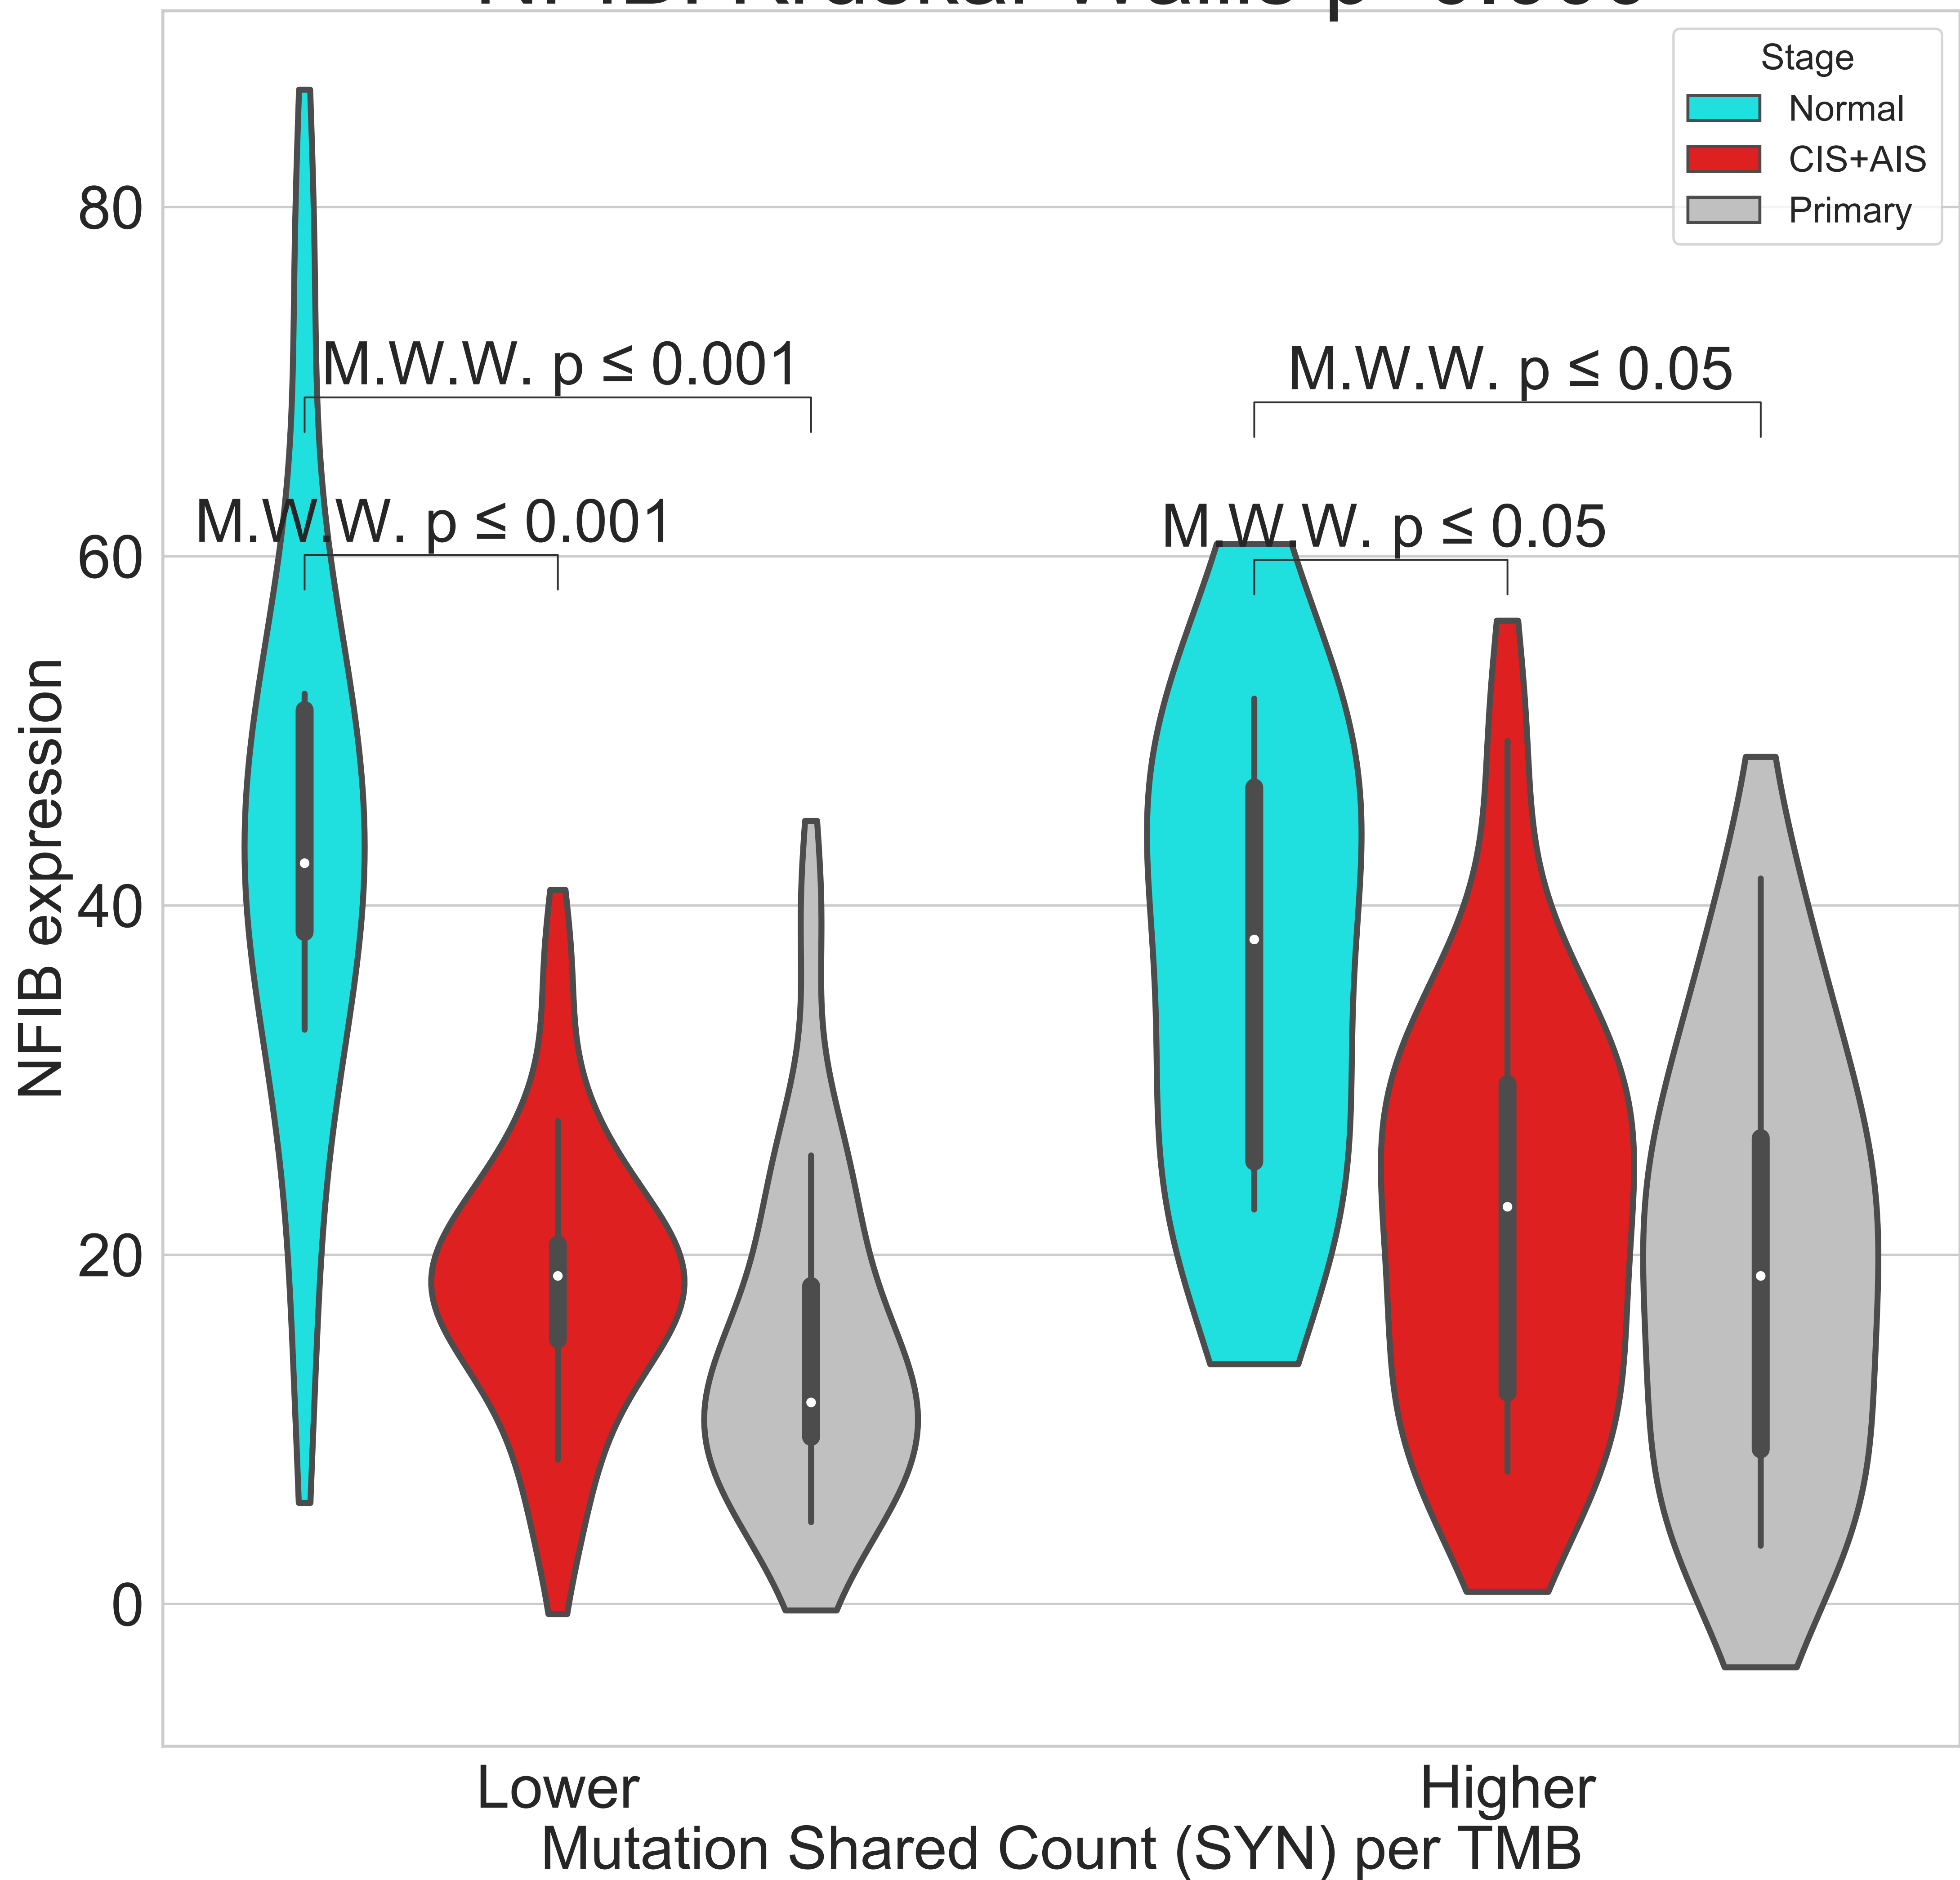 Stage
Normal
CIS+AIS
Primary
80
60
40
20
0
NFIB expression
M.W.W. p ≤ 0.001
M.W.W. p ≤ 0.05
M.W.W. p ≤ 0.001
M.W.W. p ≤ 0.05
Lower
Higher
Mutation Shared Count (SYN) per TMB